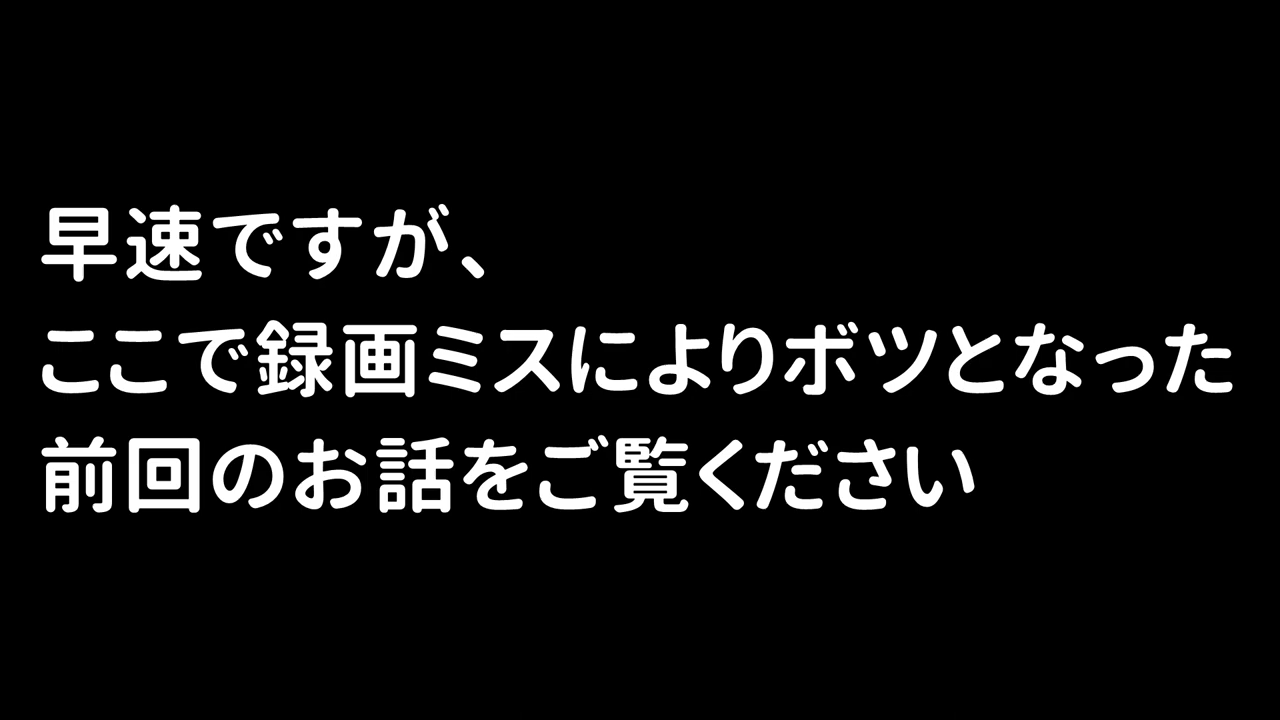 早速ですが、
ここで録画ミスによりボツとなった
前回のお話をご覧ください